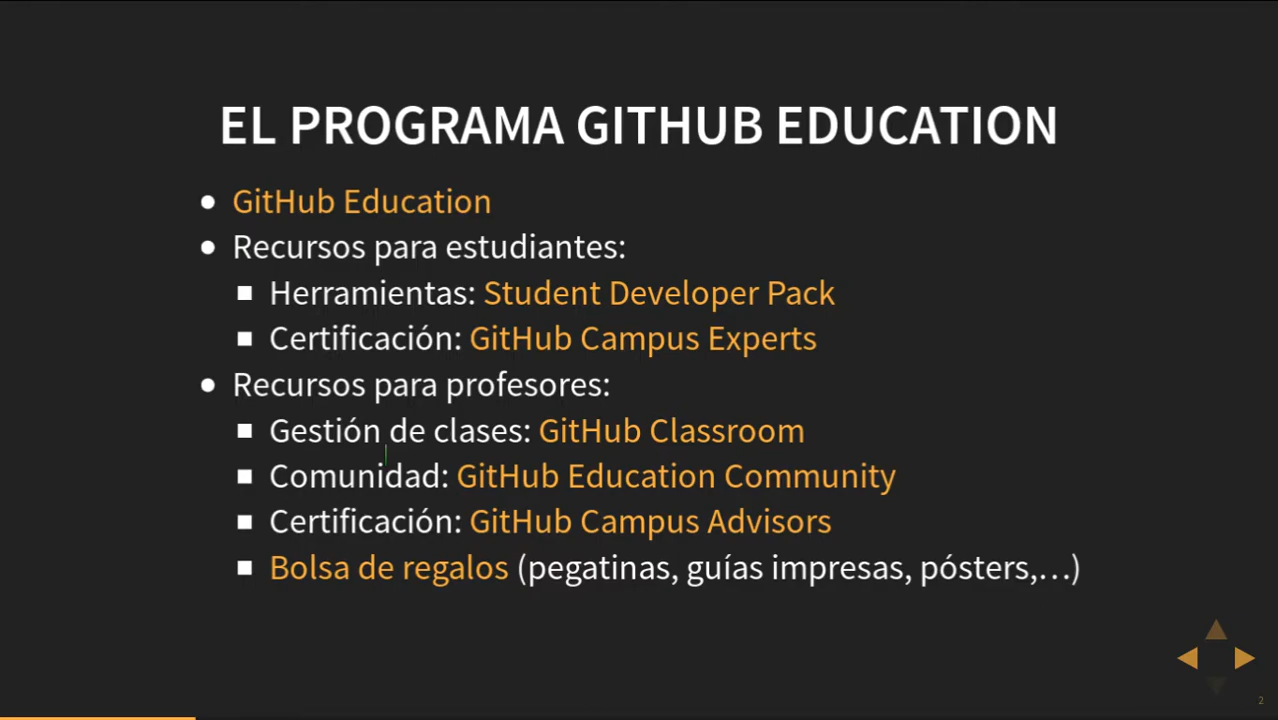 EL PROGRAMA GITHUB EDUCATION
GitHub Education
Recursos para estudiantes:
Herramientas: Student Developer Pack
Certificación: GitHub Campus Experts
Recursos para profesores:
Gestión de clases: GitHub Classroom
Comunidad: GitHub Education Community
Certificación: GitHub Campus Advisors
Bolsa de regalos (pegatinas, guías impresas, pósters,…)
2